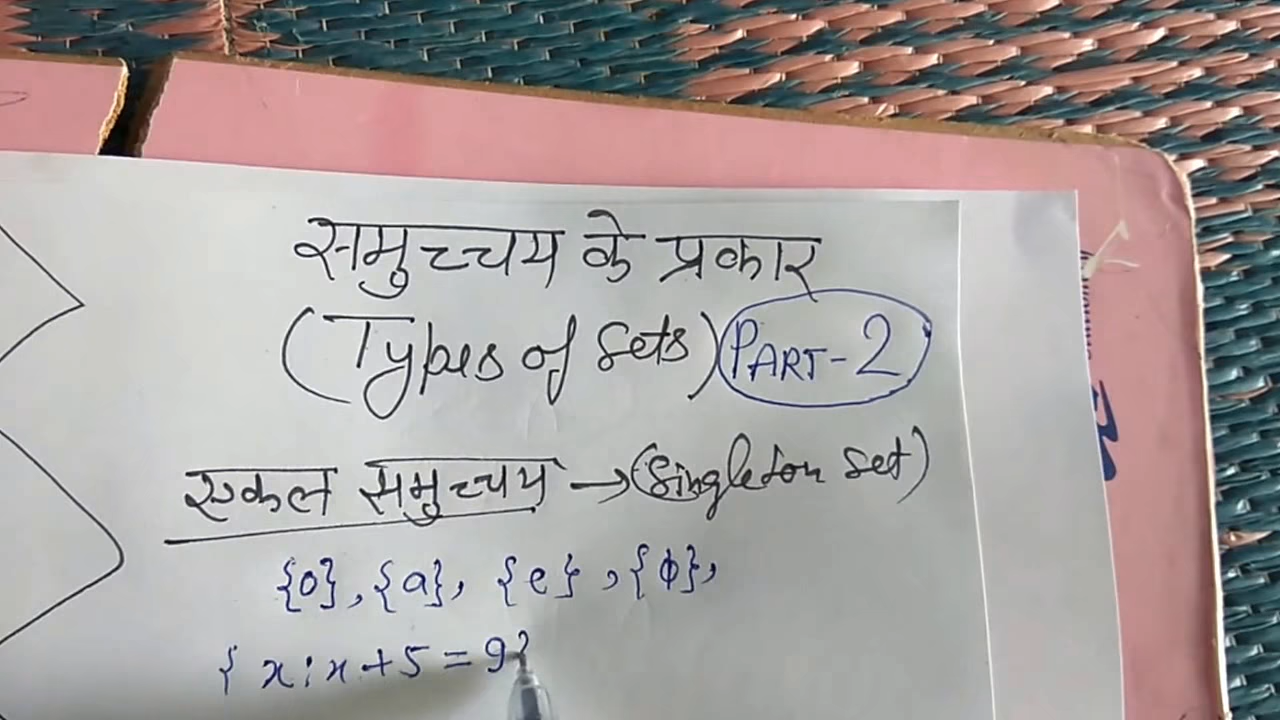 समुच्चय के प्रकार
(Types of Sets) PART-2
एकल समुच्चय → (Singleton set)
{0}, {a}, {e}, {ϕ},
{ x : x + 5 = 9}